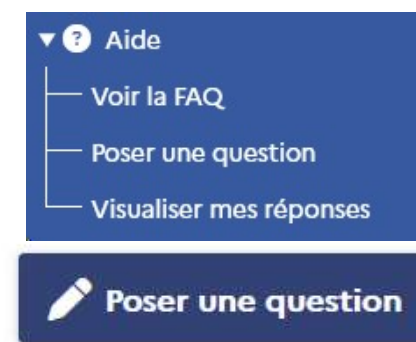 Aide
Voir la FAQ
Poser une question
Visualiser mes réponses
Poser une question